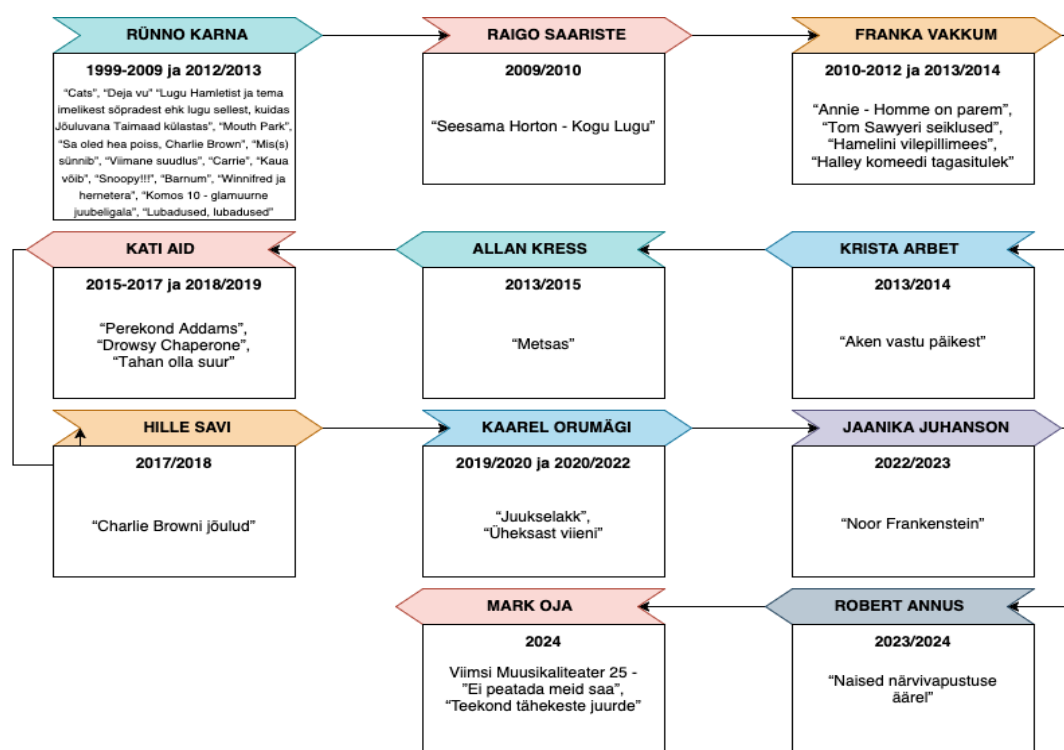 RÜNNO KARNA
1999-2009 ja 2012/2013
“Cats”, “Deja vu” “Lugu Hamletist ja tema
imelikest sõpradest ehk lugu sellest, kuidas
Jõuluvana Taimaad külastas”, “Mouth Park”,
“Sa oled hea poiss, Charlie Brown”, “Mis(s)
sünnib”, “Viimane suudlus”, “Carrie”, “Kaua
võib”, “Snoopy!!!”, “Barnum”, “Winnifred ja
hernetera”, “Komos 10 - glamuurne
juubeligala”, “Lubadused, lubadused”
RAIGO SAARISTE
2009/2010
“Seesama Horton - Kogu Lugu”
FRANKA VAKKUM
2010-2012 ja 2013/2014
“Annie - Homme on parem”,
“Tom Sawyeri seiklused”,
“Hamelini vilepillimees”,
“Halley komeedi tagasitulek”
KRISTA ARBET
2013/2014
“Aken vastu päikest”
ALLAN KRESS
2013/2015
“Metsas”
KATI AID
2015-2017 ja 2018/2019
“Perekond Addams”,
“Drowsy Chaperone”,
“Tahan olla suur”
HILLE SAVI
2017/2018
“Charlie Browni jõulud”
KAAREL ORUMÄGI
2019/2020 ja 2020/2022
“Juukselakk”,
“Üheksast viieni”
JAANIKA JUHANSON
2022/2023
“Noor Frankenstein”
ROBERT ANNUS
2023/2024
“Naised närvivapustuse
äärel”
MARK OJA
2024
Viimsi Muusikaliteater 25 -
”Ei peatada meid saa”,
“Teekond tähekeste juurde”